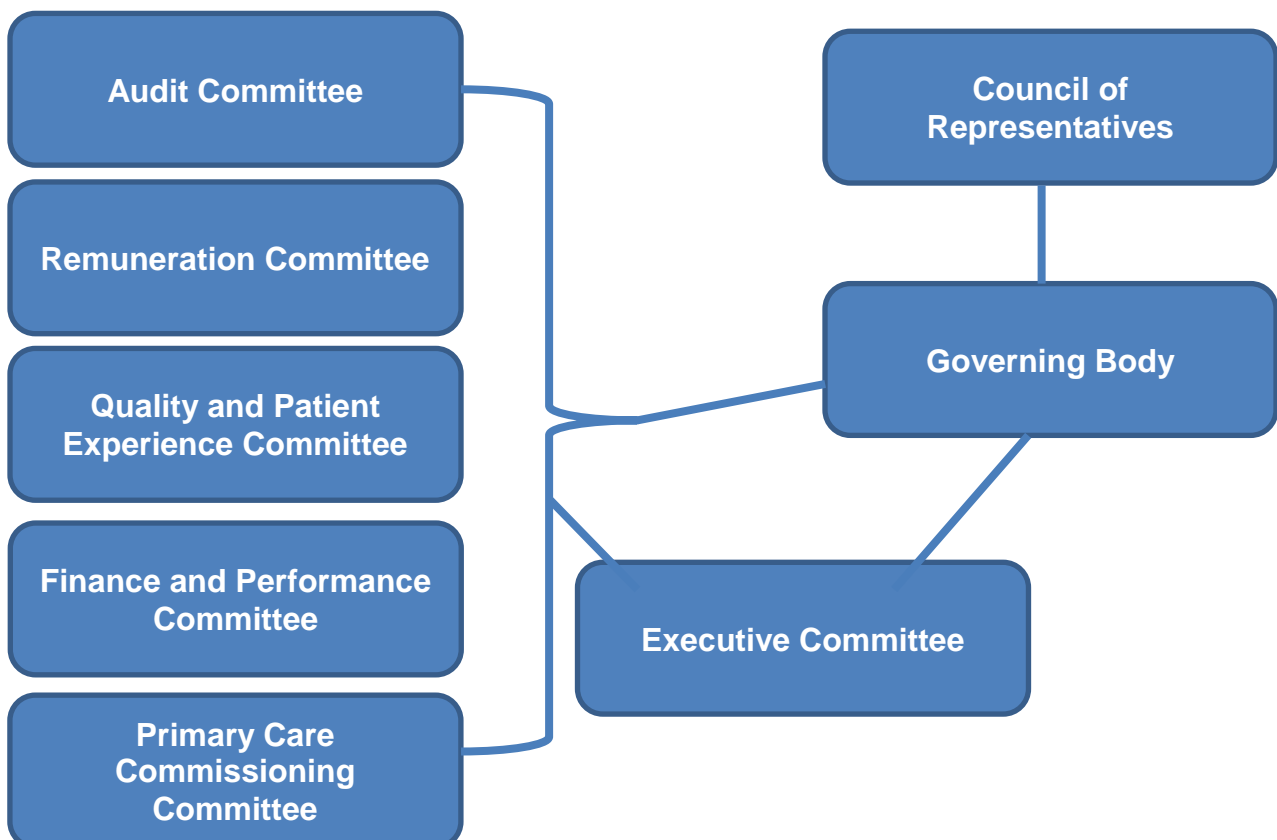 Audit Committee
Remuneration Committee
Quality and Patient
Experience Committee
Finance and Performance
Committee
Primary Care
Commissioning
Committee
Council of
Representatives
Governing Body
Executive Committee